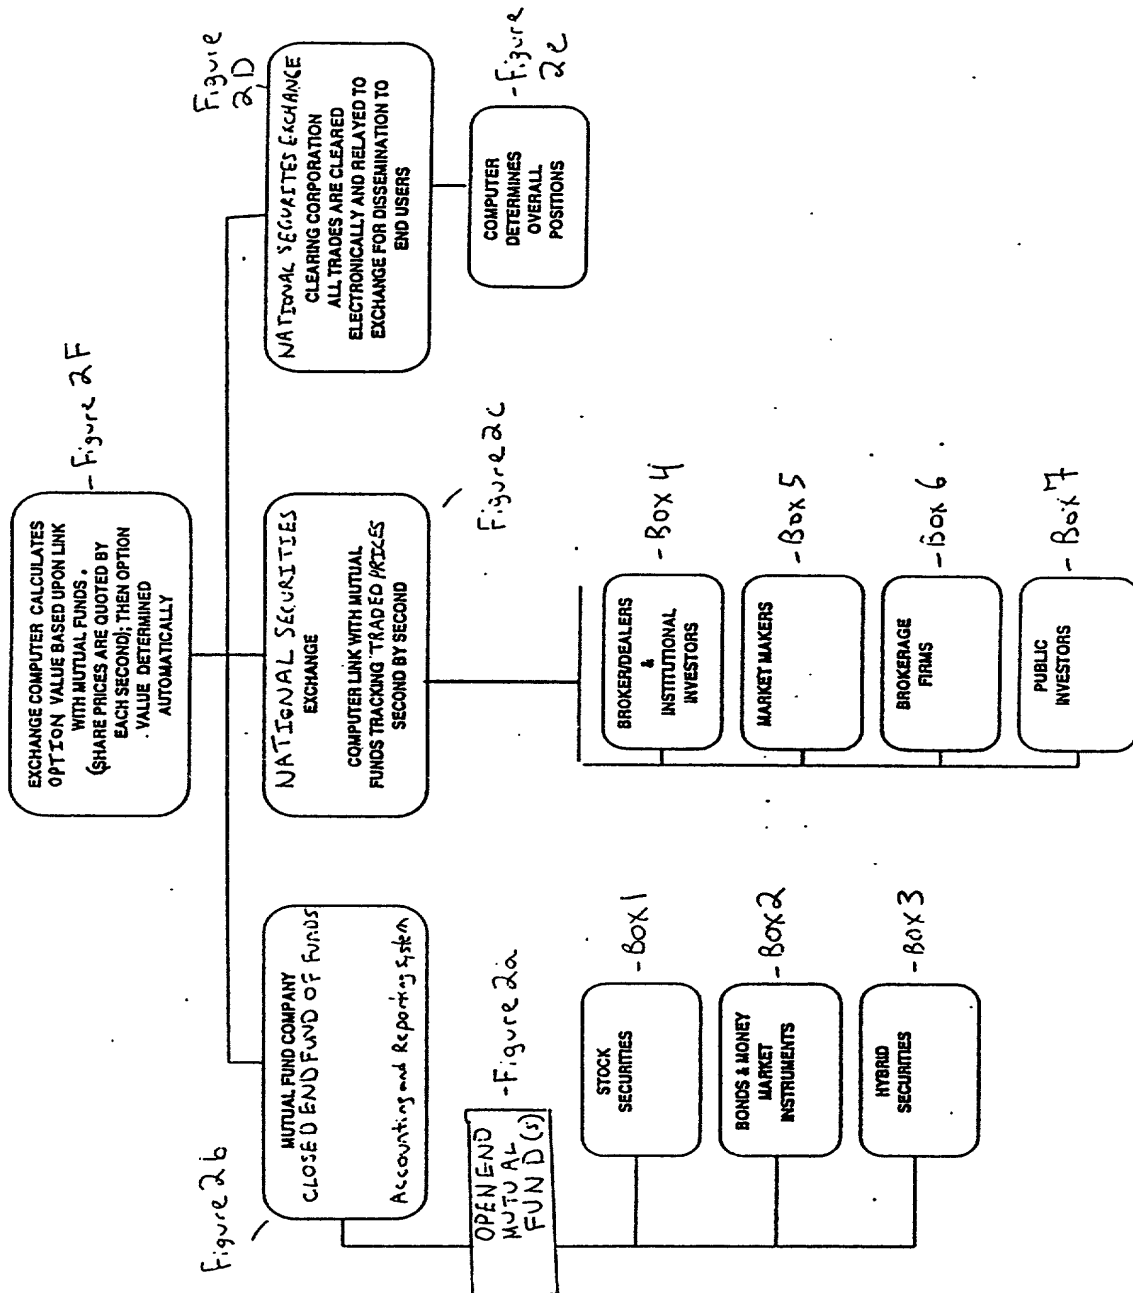 EXCHANGE COMPUTER CALCULATES
OPTION VALUE BASED UPON LINK
WITH MUTUAL FUNDS.
(SHARE PRICES ARE QUOTED BY
EACH SECOND); THEN OPTION
VALUE DETERMINED
AUTOMATICALLY
- Figure 2F
Figure 2b
MUTUAL FUND COMPANY
CLOSED END FUND OF FUNDS
Accounting and Reporting System
OPEN END
MUTUAL
FUND(s)
- Figure 2a
STOCK
SECURITIES
- Box 1
BONDS & MONEY
MARKET
INSTRUMENTS
- Box 2
HYBRID
SECURITIES
- Box 3
NATIONAL SECURITIES
EXCHANGE
COMPUTER LINK WITH MUTUAL
FUNDS TRACKING TRADED PRICES
SECOND BY SECOND
Figure 2c
BROKER/DEALERS
&
INSTITUTIONAL
INVESTORS
- Box 4
MARKET MAKERS
- Box 5
BROKERAGE
FIRMS
- Box 6
PUBLIC
INVESTORS
- Box 7
Figure
2D
NATIONAL SECURITES EXCHANGE
CLEARING CORPORATION
ALL TRADES ARE CLEARED
ELECTRONICALLY AND RELAYED TO
EXCHANGE FOR DISSEMINATION TO
END USERS
COMPUTER
DETERMINES
OVERALL
POSITIONS
- Figure
2e